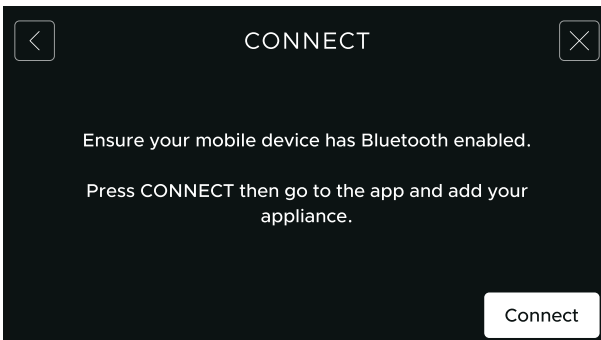 CONNECT
Ensure your mobile device has Bluetooth enabled.
Press CONNECT then go to the app and add your
appliance.
Connect